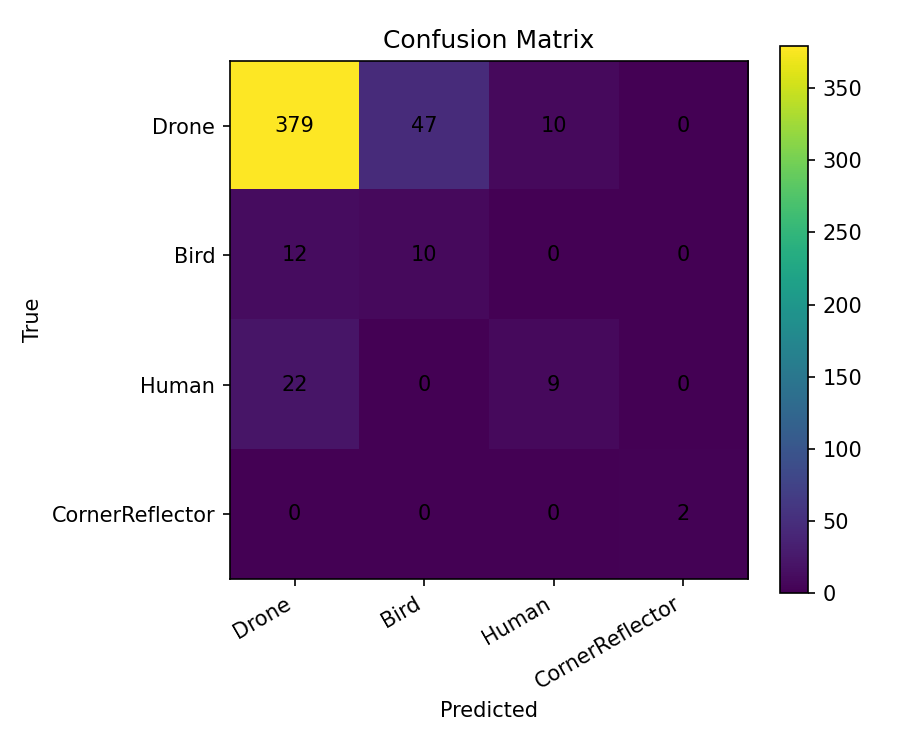 Confusion Matrix
Drone 379 47 10 0
Bird 12 10 0 0
Human 22 0 9 0
CornerReflector 0 0 0 2
Drone Bird Human CornerReflector
Predicted
True
350
300
250
200
150
100
50
0